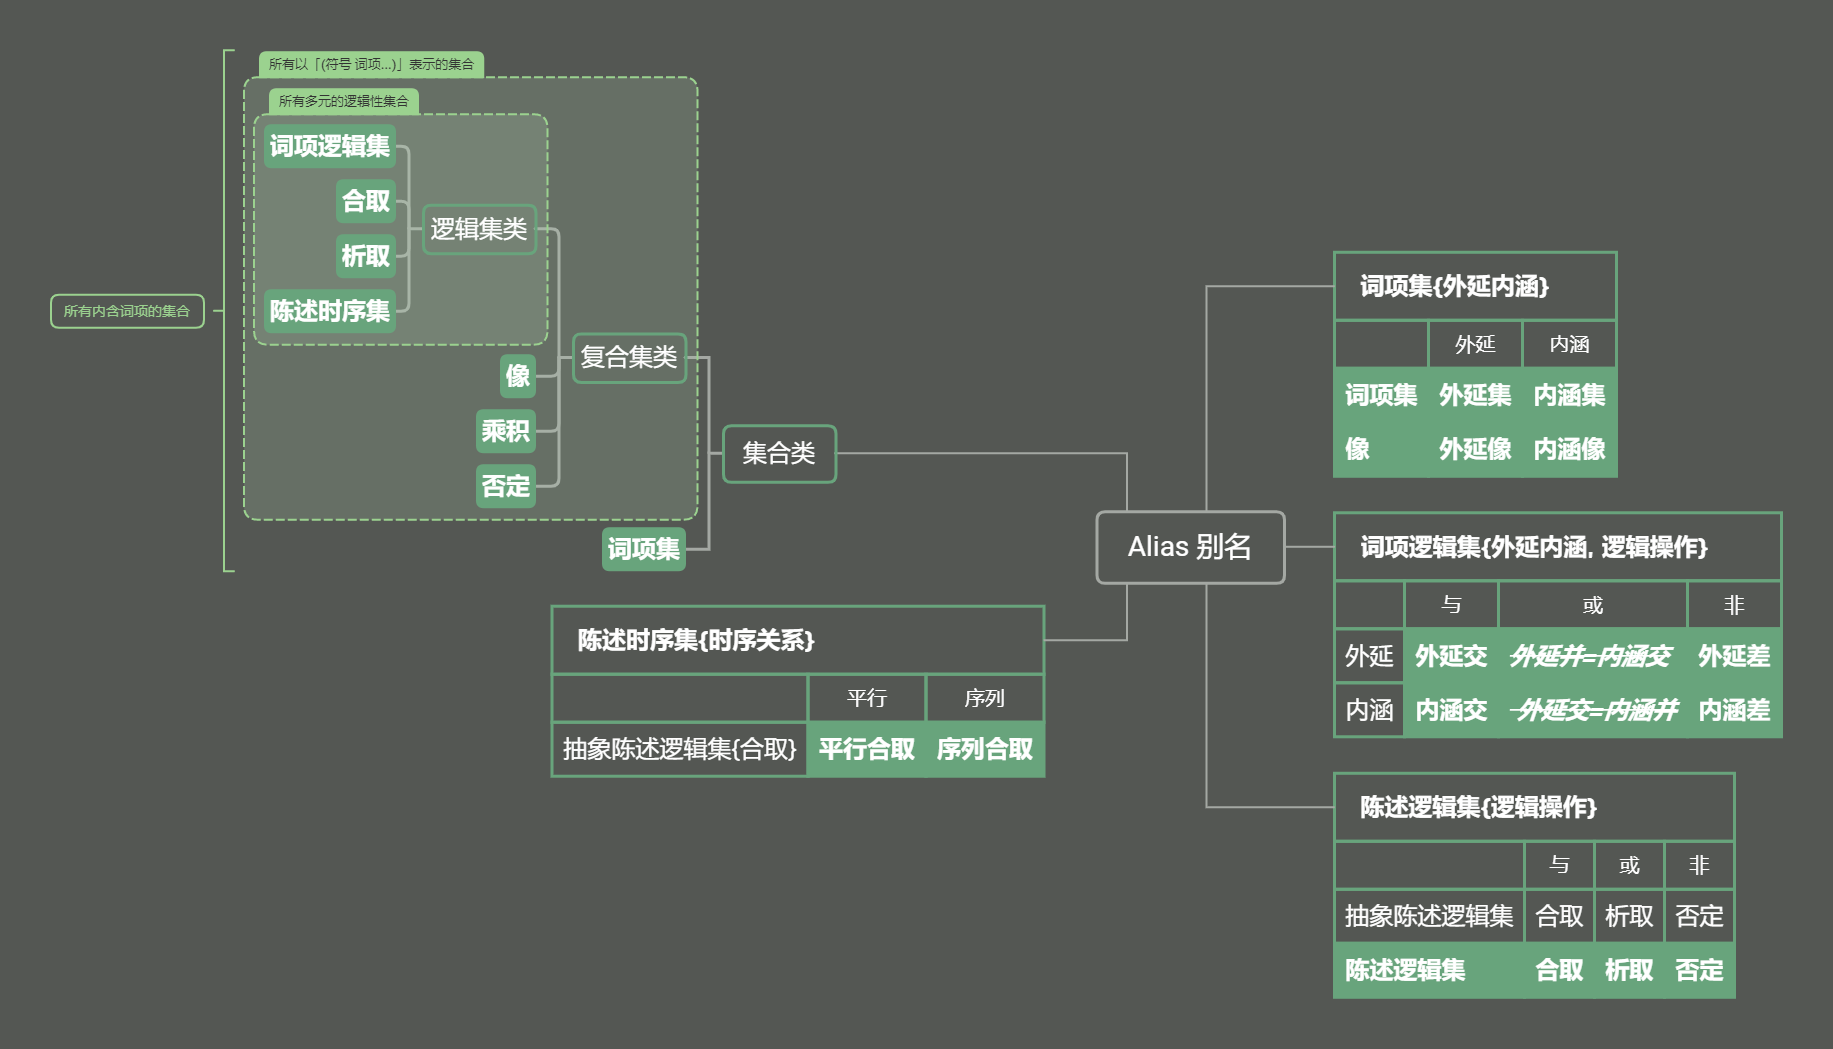 所有以「(符号 词项...)」表示的集合
所有多元的逻辑性集合
词项逻辑集
合取
析取
陈述时序集
逻辑集类
所有内含词项的集合
复合集类
像
乘积
否定
集合类
词项集
Alias 别名
词项集{外延内涵}
外延 内涵
词项集 外延集 内涵集
像 外延像 内涵像
词项逻辑集{外延内涵, 逻辑操作}
与 或 非
外延 外延交 外延并=内涵交 外延差
内涵 内涵交 外延交=内涵并 内涵差
陈述时序集{时序关系}
平行 序列
抽象陈述逻辑集{合取} 平行合取 序列合取
陈述逻辑集{逻辑操作}
与 或 非
抽象陈述逻辑集 合取 析取 否定
陈述逻辑集 合取 析取 否定